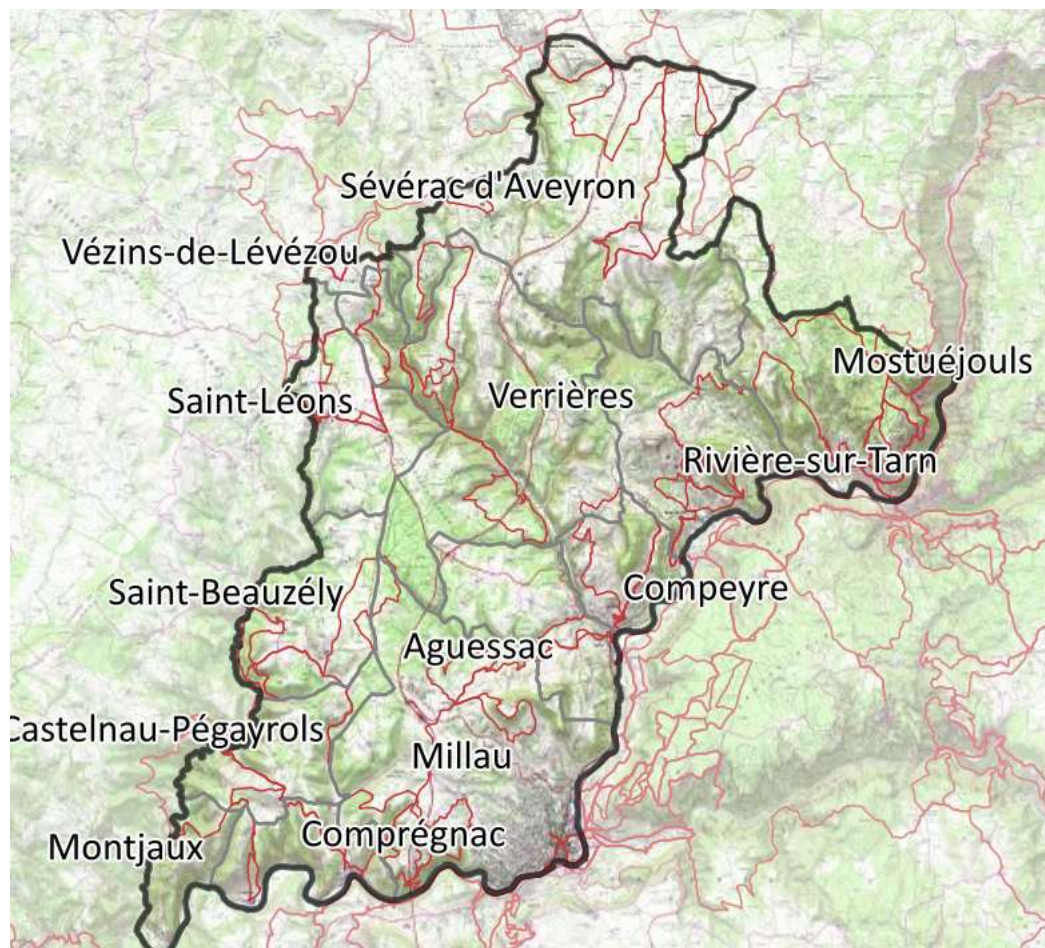 Sévérac d'Aveyron
Vézins-de-Lévézou
Mostuéjouls
Verrières
Saint-Léons
Rivière-sur-Tarn
Saint-Beauzély
Compeyre
Aguessac
Castelnau-Pégayrols
Millau
Comprégnac
Montjaux